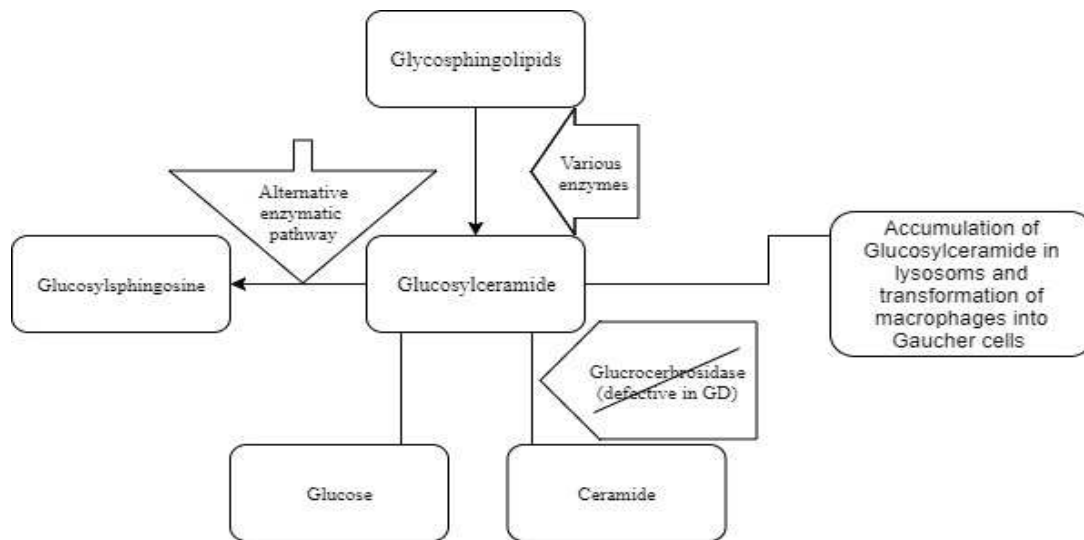 Glycosphingolipids
Various
enzymes
Alternative
enzymatic
pathway
Glucosylsphingosine
Glucosylceramide
Accumulation of
Glucosylceramide in
lysosoms and
transformation of
macrophages into
Gaucher cells
Glucrocerbrosidase
(defective in GD)
Glucose
Ceramide